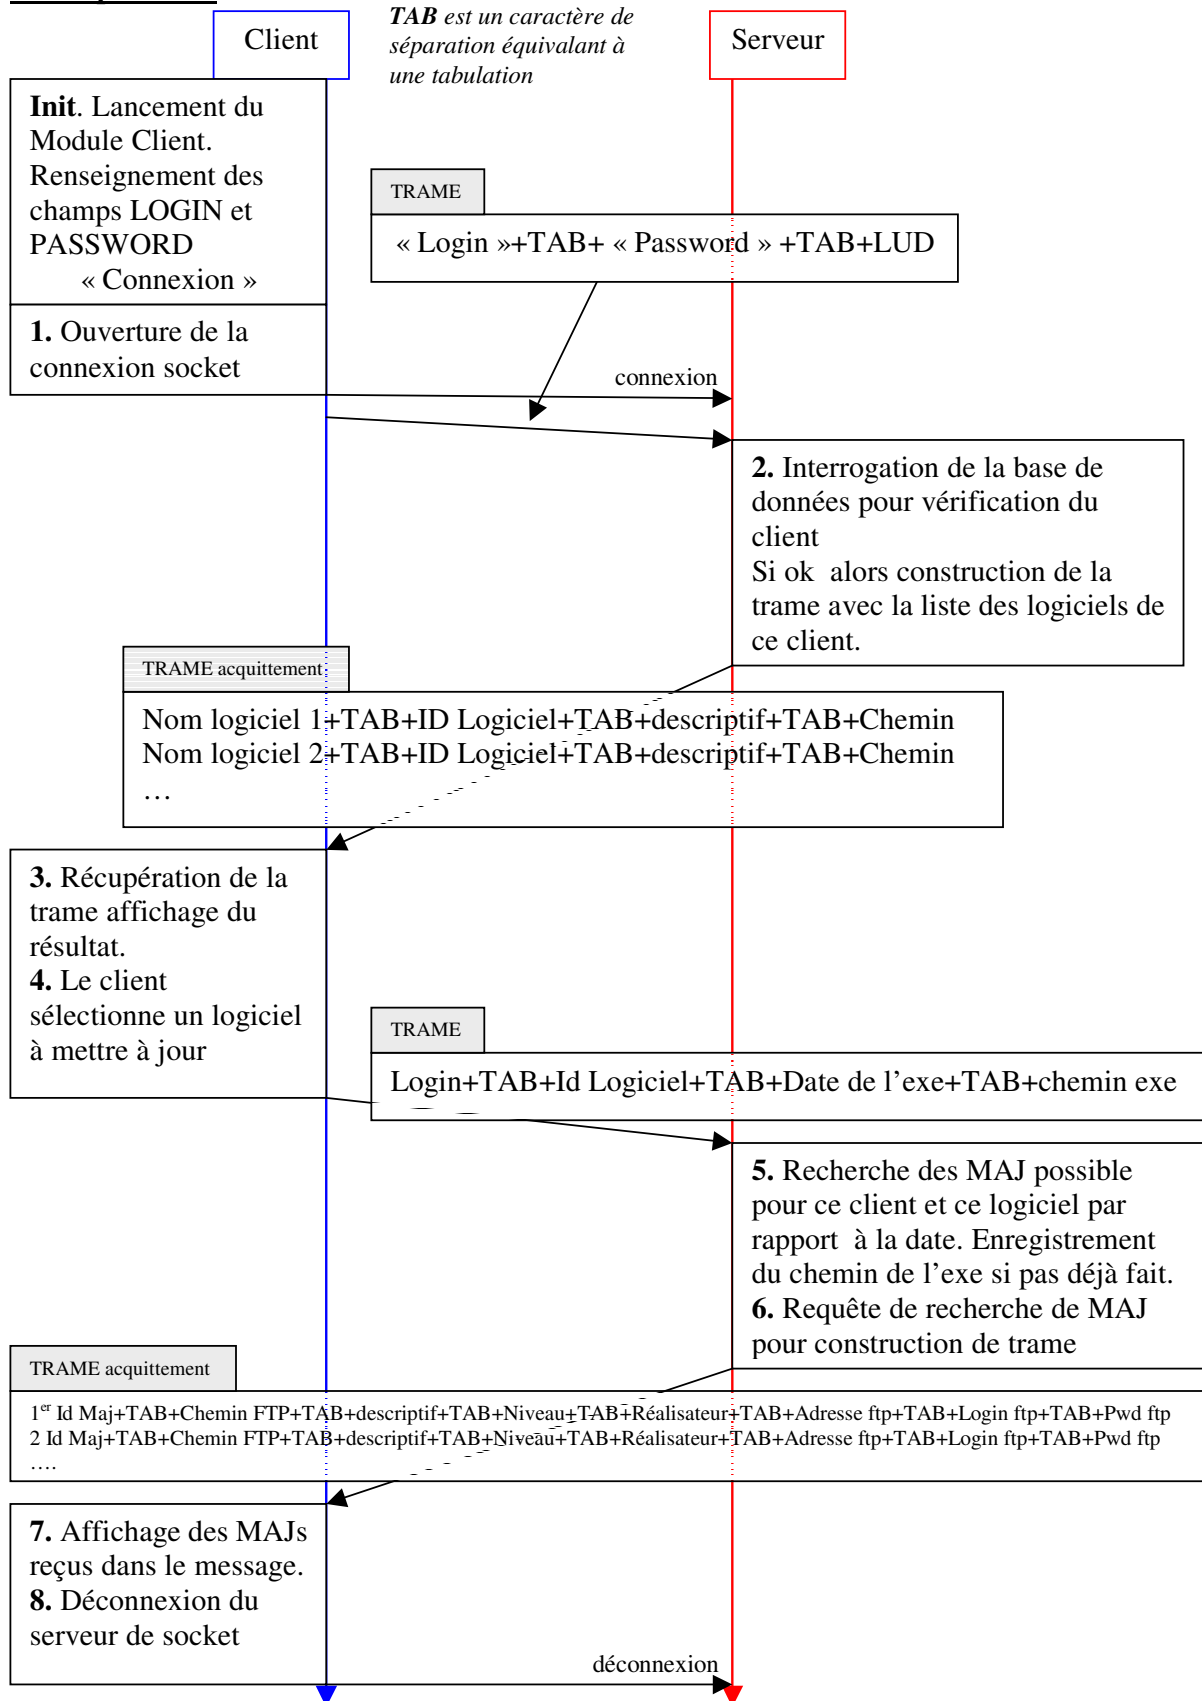 TAB est un caractère de
séparation équivalant à
une tabulation
Client
Serveur
Init. Lancement du
Module Client.
Renseignement des
champs LOGIN et
PASSWORD
« Connexion »
TRAME
« Login »+TAB+ « Password » +TAB+LUD
1. Ouverture de la
connexion socket
connexion
2. Interrogation de la base de
données pour vérification du
client
Si ok alors construction de la
trame avec la liste des logiciels de
ce client.
TRAME acquittement
Nom logiciel 1+TAB+ID Logiciel+TAB+descriptif+TAB+Chemin
Nom logiciel 2+TAB+ID Logiciel+TAB+descriptif+TAB+Chemin
…
3. Récupération de la
trame affichage du
résultat.
4. Le client
sélectionne un logiciel
à mettre à jour
TRAME
Login+TAB+Id Logiciel+TAB+Date de l’exe+TAB+chemin exe
5. Recherche des MAJ possible
pour ce client et ce logiciel par
rapport à la date. Enregistrement
du chemin de l’exe si pas déjà fait.
6. Requête de recherche de MAJ
pour construction de trame
TRAME acquittement
1er Id Maj+TAB+Chemin FTP+TAB+descriptif+TAB+Niveau+TAB+Réalisateur+TAB+Adresse ftp+TAB+Login ftp+TAB+Pwd ftp
2 Id Maj+TAB+Chemin FTP+TAB+descriptif+TAB+Niveau+TAB+Réalisateur+TAB+Adresse ftp+TAB+Login ftp+TAB+Pwd ftp
….
7. Affichage des MAJs
reçus dans le message.
8. Déconnexion du
serveur de socket
déconnexion